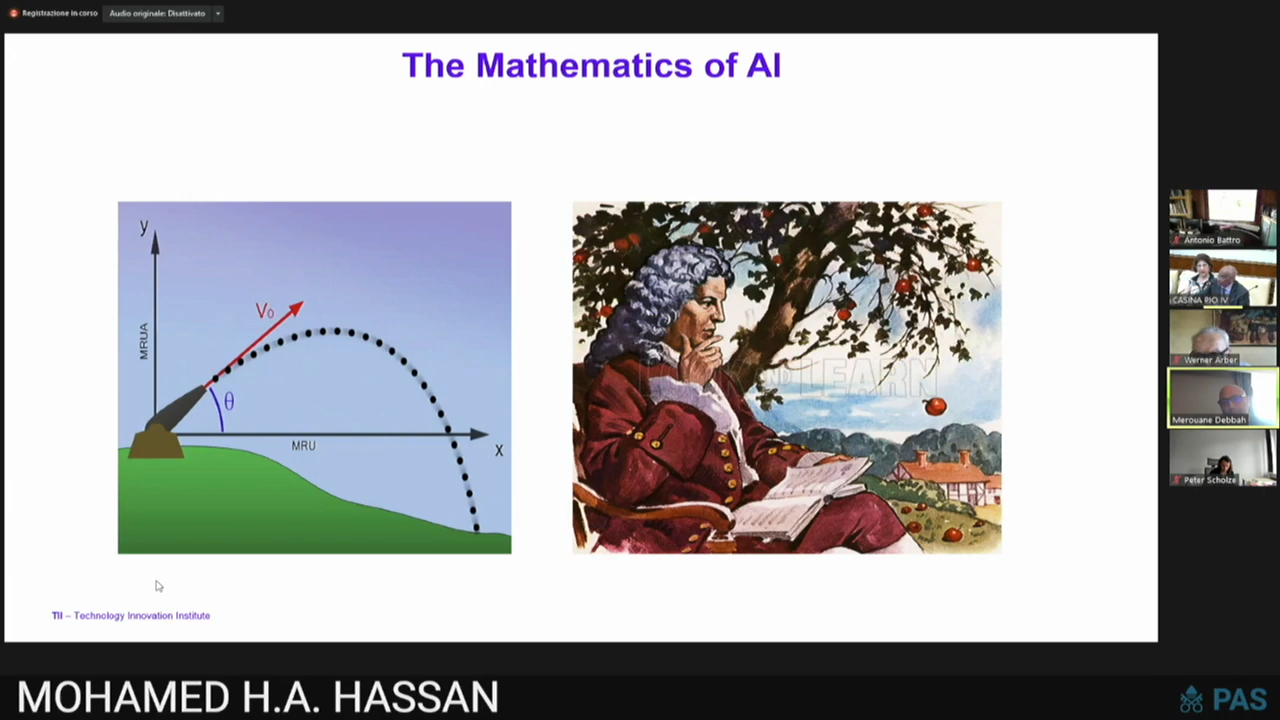 Registrazione in corso
Audio originale: Disattivato
The Mathematics of AI
y
MRUA
V₀
θ
MRU
x
LEARN
TII – Technology Innovation Institute
Antonio Battro
CASINA PIO IV
Werner Arber
Merouane Debbah
Peter Scholze
MOHAMED H.A. HASSAN
PAS